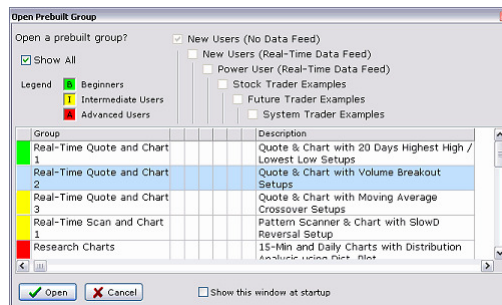 Open Prebuilt Group
Open a prebuilt group?
New Users (No Data Feed)
Show All
New Users (Real-Time Data Feed)
Power User (Real-Time Data Feed)
Legend
B Beginners
Stock Trader Examples
I Intermediate Users
Future Trader Examples
A Advanced Users
System Trader Examples
Group Description
Real-Time Quote and Chart Quote & Chart with 20 Days Highest High /
1 Lowest Low Setups
Real-Time Quote and Chart Quote & Chart with Volume Breakout
2 Setups
Real-Time Quote and Chart Quote & Chart with Moving Average
3 Crossover Setups
Real-Time Scan and Chart Pattern Scanner & Chart with SlowD
1 Reversal Setup
Research Charts 15-Min and Daily Charts with Distribution
Analysis using Dist. Plot
Open Cancel Show this window at startup